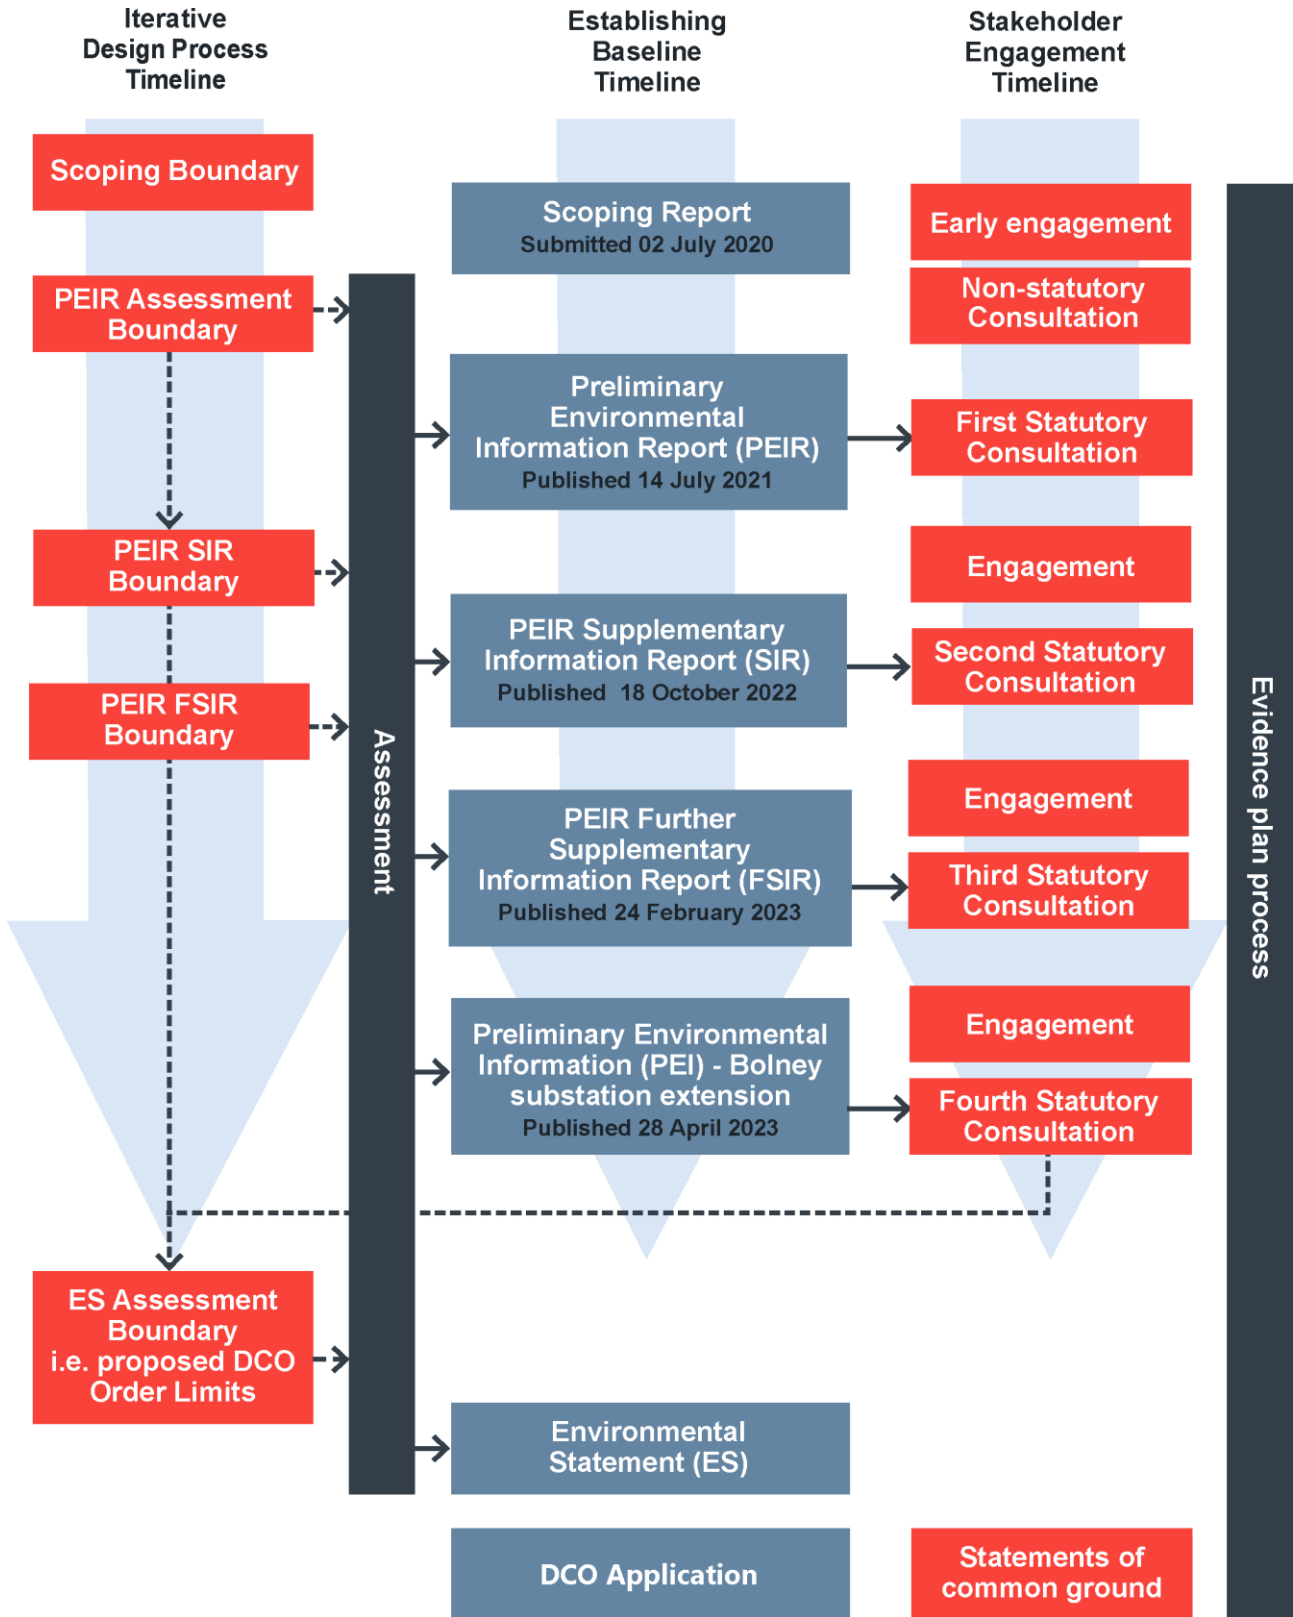 Iterative
Design Process
Timeline
Establishing
Baseline
Timeline
Stakeholder
Engagement
Timeline
Scoping Boundary
Scoping Report
Submitted 02 July 2020
Early engagement
PEIR Assessment
Boundary
Non-statutory
Consultation
Preliminary
Environmental
Information Report (PEIR)
Published 14 July 2021
First Statutory
Consultation
PEIR SIR
Boundary
Engagement
PEIR Supplementary
Information Report (SIR)
Published 18 October 2022
Second Statutory
Consultation
PEIR FSIR
Boundary
Assessment
Evidence plan process
PEIR Further
Supplementary
Information Report (FSIR)
Published 24 February 2023
Engagement
Third Statutory
Consultation
Preliminary Environmental
Information (PEI) - Bolney
substation extension
Published 28 April 2023
Engagement
Fourth Statutory
Consultation
ES Assessment
Boundary
i.e. proposed DCO
Order Limits
Environmental
Statement (ES)
DCO Application
Statements of
common ground